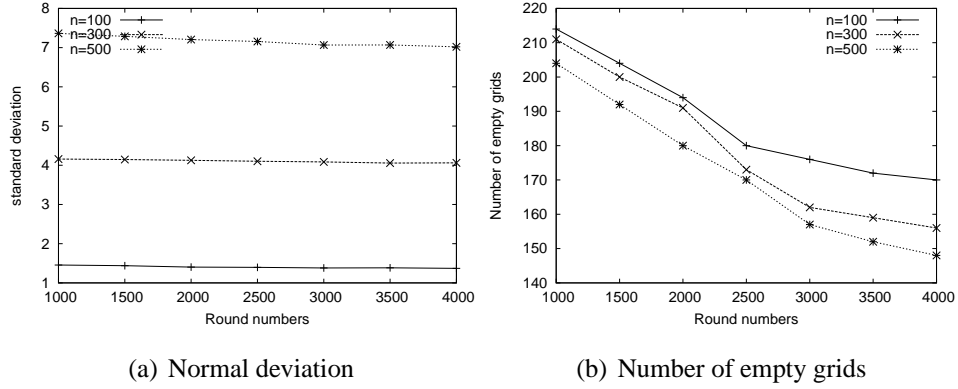 8
7
6
5
4
3
2
1
standard deviation
n=100
n=300
n=500
1000 1500 2000 2500 3000 3500 4000
Round numbers
(a) Normal deviation
220
210
200
190
180
170
160
150
140
Number of empty grids
n=100
n=300
n=500
1000 1500 2000 2500 3000 3500 4000
Round numbers
(b) Number of empty grids